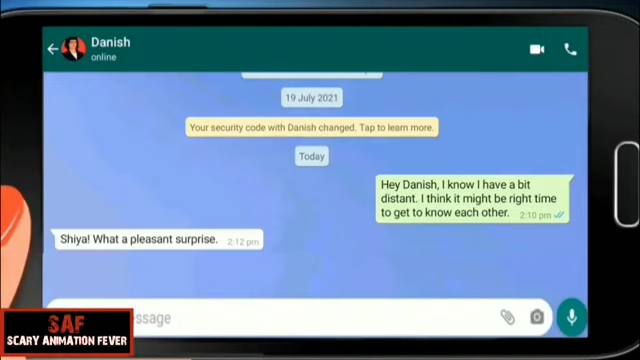 Danish
online
19 July 2021
Your security code with Danish changed. Tap to learn more.
Today
Hey Danish, I know I have a bit
distant. I think it might be right time
to get to know each other. 2:10 pm
Shiya! What a pleasant surprise. 2:12 pm
ssage
SAF
SCARY ANIMATION FEVER